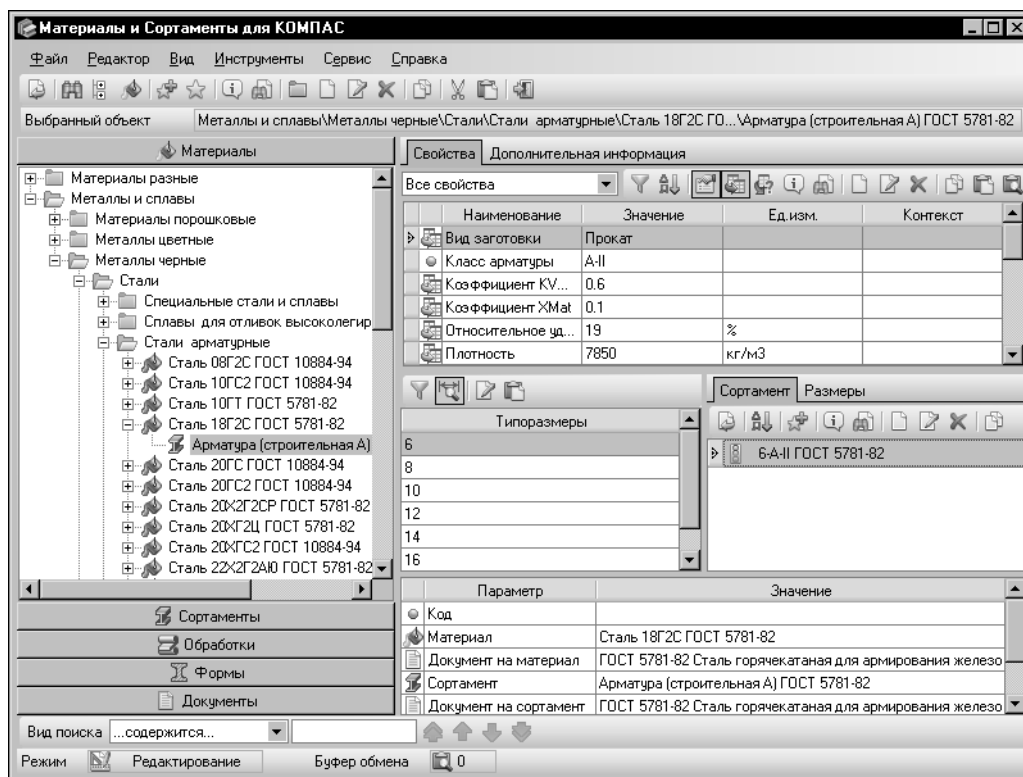 Материалы и Сортаменты для КОМПАС
Файл Редактор Вид Инструменты Сервис Справка
Выбранный объект Металлы и сплавы\Металлы черные\Стали\Стали арматурные\Сталь 18Г2С ГО...\Арматура (строительная А) ГОСТ 5781-82
Материалы
Материалы разные
Металлы и сплавы
Материалы порошковые
Металлы цветные
Металлы черные
Стали
Специальные стали и сплавы
Сплавы для отливок высоколегир
Стали арматурные
Сталь 08Г2С ГОСТ 10884-94
Сталь 10ГС2 ГОСТ 10884-94
Сталь 10ГТ ГОСТ 5781-82
Сталь 18Г2С ГОСТ 5781-82
Арматура (строительная А)
Сталь 20ГС ГОСТ 10884-94
Сталь 20ГС2 ГОСТ 10884-94
Сталь 20Х2Г2СР ГОСТ 5781-82
Сталь 20ХГ2Ц ГОСТ 5781-82
Сталь 20ХГС2 ГОСТ 10884-94
Сталь 22Х2Г2АЮ ГОСТ 5781-82
Сортаменты
Обработки
Формы
Документы
Свойства Дополнительная информация
Все свойства
Наименование Значение Ед.изм. Контекст
Вид заготовки Прокат
Класс арматуры А-II
Коэффициент KV... 0.6
Коэффициент XMat 0.1
Относительное уд... 19 %
Плотность 7850 кг/м3
Типоразмеры
6
8
10
12
14
16
Сортамент Размеры
6-А-II ГОСТ 5781-82
Параметр Значение
Код
Материал Сталь 18Г2С ГОСТ 5781-82
Документ на материал ГОСТ 5781-82 Сталь горячекатаная для армирования железо
Сортамент Арматура (строительная А) ГОСТ 5781-82
Документ на сортамент ГОСТ 5781-82 Сталь горячекатаная для армирования железо
Вид поиска ...содержится...
Режим Редактирование Буфер обмена 0